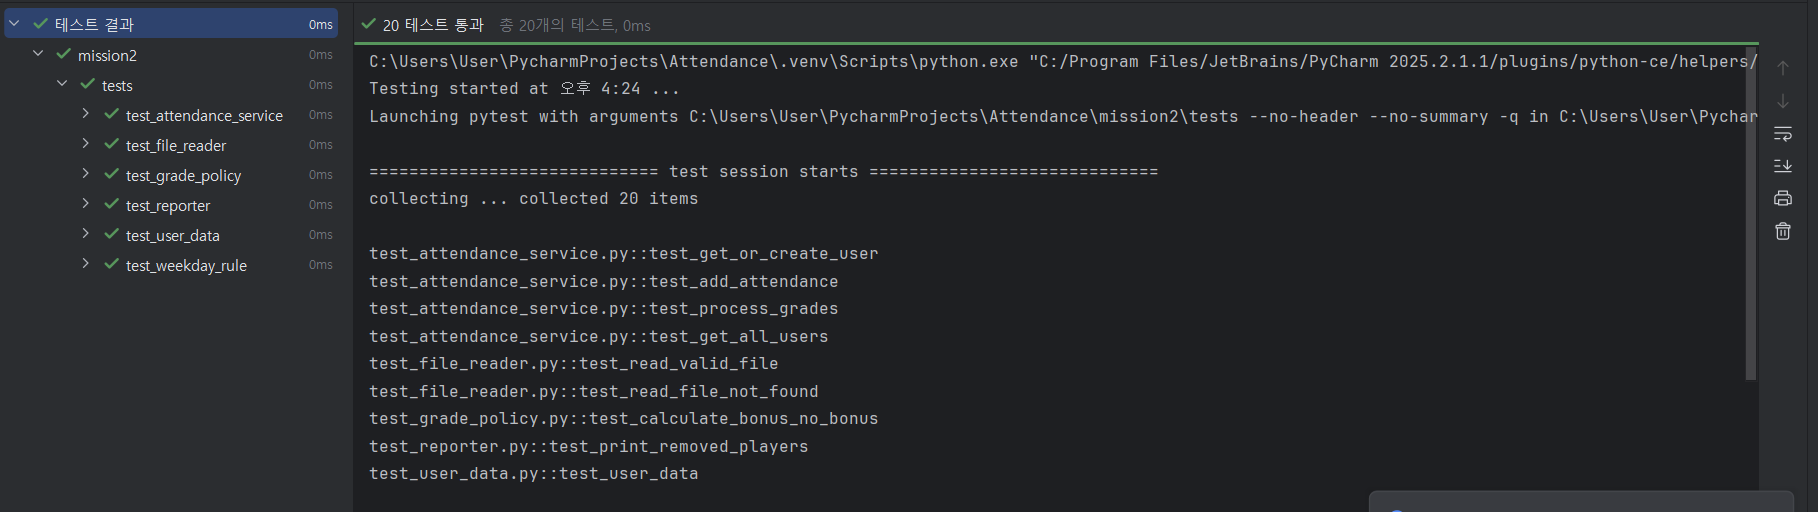 테스트 결과 0ms
mission2 0ms
tests 0ms
test_attendance_service 0ms
test_file_reader 0ms
test_grade_policy 0ms
test_reporter 0ms
test_user_data 0ms
test_weekday_rule 0ms
20 테스트 통과 총 20개의 테스트, 0ms
C:\Users\User\PycharmProjects\Attendance\.venv\Scripts\python.exe "C:/Program Files/JetBrains/PyCharm 2025.2.1.1/plugins/python-ce/helpers/
Testing started at 오후 4:24 ...
Launching pytest with arguments C:\Users\User\PycharmProjects\Attendance\mission2\tests --no-header --no-summary -q in C:\Users\User\Pychar
============================= test session starts =============================
collecting ... collected 20 items
test_attendance_service.py::test_get_or_create_user
test_attendance_service.py::test_add_attendance
test_attendance_service.py::test_process_grades
test_attendance_service.py::test_get_all_users
test_file_reader.py::test_read_valid_file
test_file_reader.py::test_read_file_not_found
test_grade_policy.py::test_calculate_bonus_no_bonus
test_reporter.py::test_print_removed_players
test_user_data.py::test_user_data